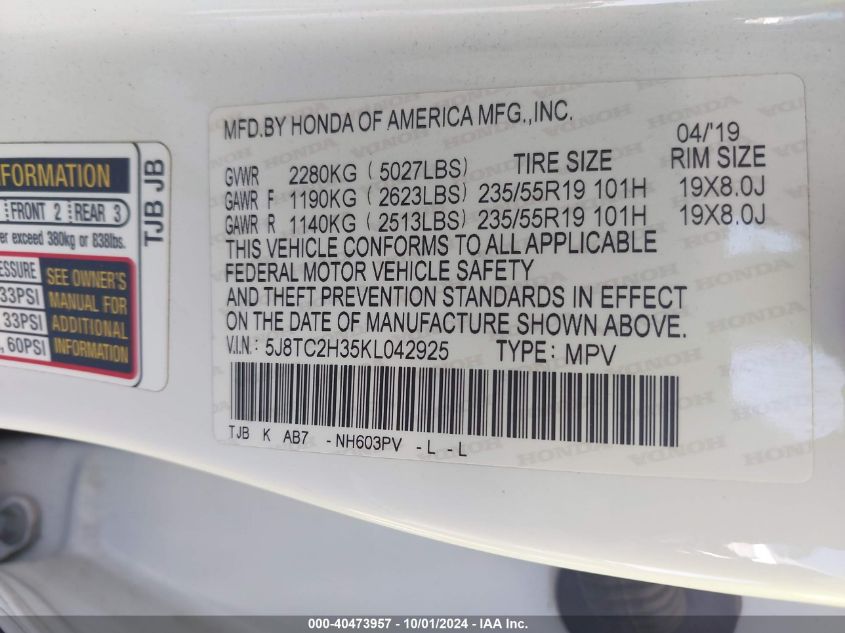 MFD.BY HONDA OF AMERICA MFG.,INC.
04/'19
GVWR 2280KG ( 5027LBS) TIRE SIZE RIM SIZE
GAWR F 1190KG ( 2623LBS) 235/55R19 101H 19X8.0J
GAWR R 1140KG ( 2513LBS) 235/55R19 101H 19X8.0J
THIS VEHICLE CONFORMS TO ALL APPLICABLE
FEDERAL MOTOR VEHICLE SAFETY
AND THEFT PREVENTION STANDARDS IN EFFECT
ON THE DATE OF MANUFACTURE SHOWN ABOVE.
V.I.N: 5J8TC2H35KL042925 TYPE: MPV
TJB K AB7 -NH603PV -L -L
FRONT 2 REAR 3
exceed 380kg or 838lbs.
SEE OWNER'S
33PSI MANUAL FOR
33PSI ADDITIONAL
60PSI INFORMATION
TJB JB
000-40473957 - 10/01/2024 - IAA Inc.